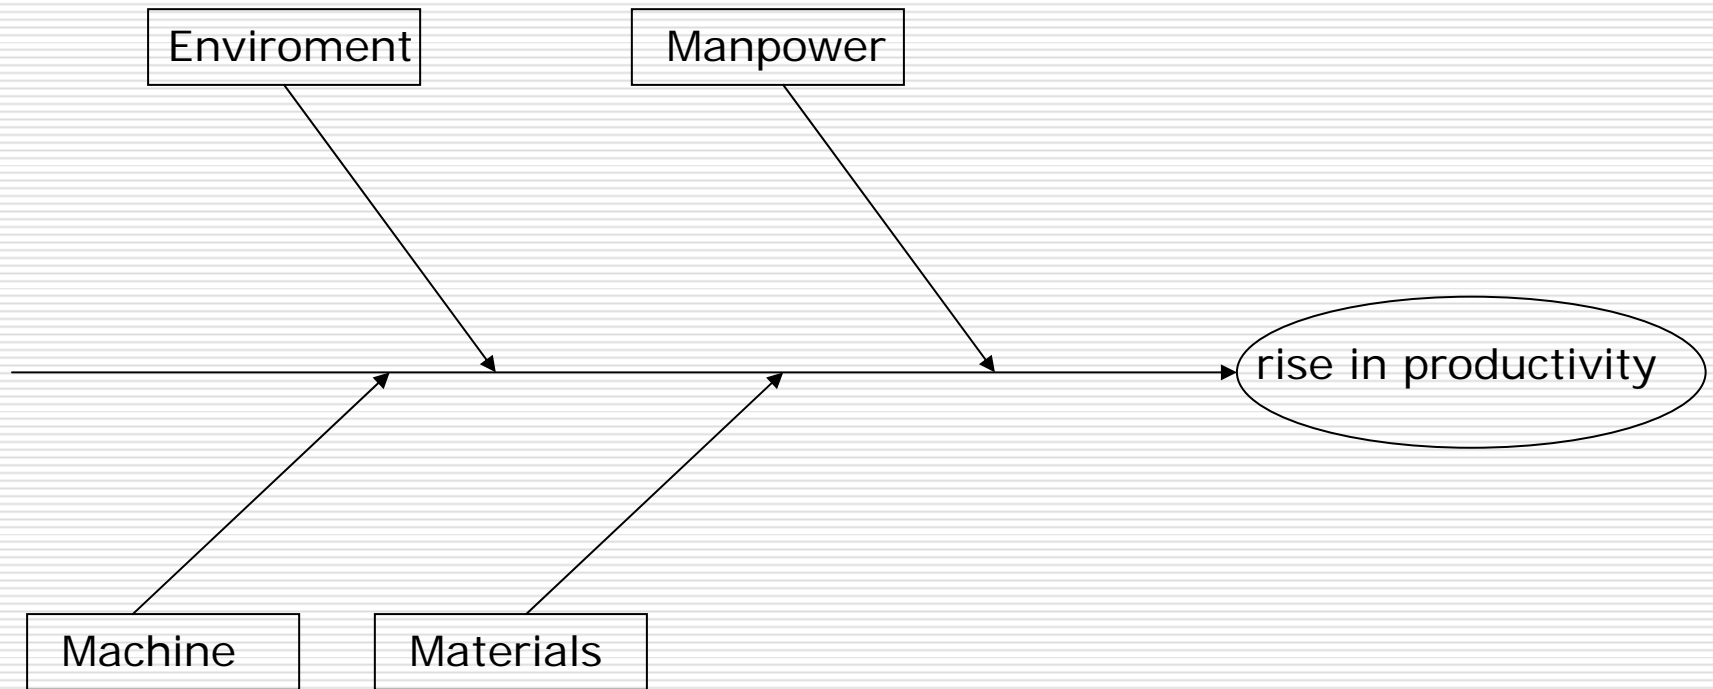 Enviroment
Manpower
rise in productivity
Machine
Materials